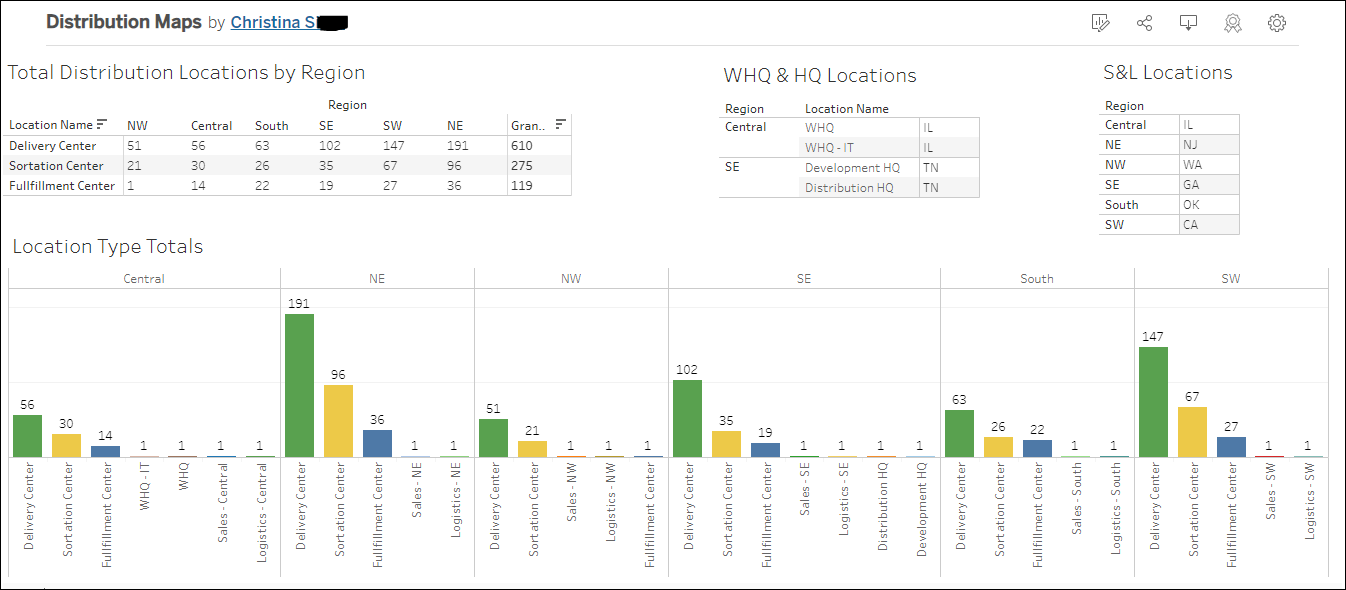 Distribution Maps by Christina S
Total Distribution Locations by Region
Region
Location Name NW Central South SE SW NE Gran..
Delivery Center 51 56 63 102 147 191 610
Sortation Center 21 30 26 35 67 96 275
Fullfillment Center 1 14 22 19 27 36 119
WHQ & HQ Locations
Region Location Name
Central WHQ IL
WHQ - IT IL
SE Development HQ TN
Distribution HQ TN
S&L Locations
Region
Central IL
NE NJ
NW WA
SE GA
South OK
SW CA
Location Type Totals
Central NE NW SE South SW
56 30 14 1 1 1 1
191 96 36 1 1
51 21 1 1 1
102 35 19 1 1 1 1
63 26 22 1 1
147 67 27 1 1
Delivery Center
Sortation Center
Fullfillment Center
WHQ - IT
WHQ
Sales - Central
Logistics - Central
Delivery Center
Sortation Center
Fullfillment Center
Sales - NE
Logistics - NE
Delivery Center
Sortation Center
Sales - NW
Logistics - NW
Fullfillment Center
Delivery Center
Sortation Center
Fullfillment Center
Sales - SE
Logistics - SE
Distribution HQ
Development HQ
Delivery Center
Sortation Center
Fullfillment Center
Sales - South
Logistics - South
Delivery Center
Sortation Center
Fullfillment Center
Sales - SW
Logistics - SW